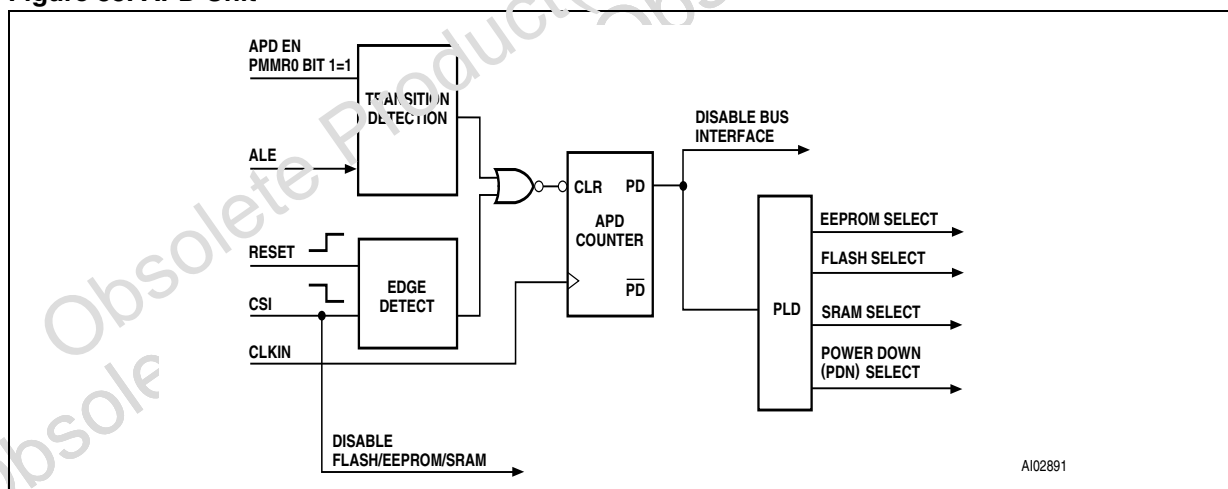 APD EN
PMMR0 BIT 1=1
TRANSITION
DETECTION
ALE
RESET
CSI
CLKIN
EDGE
DETECT
CLR PD
APD
COUNTER
PD
DISABLE BUS
INTERFACE
PLD
EEPROM SELECT
FLASH SELECT
SRAM SELECT
POWER DOWN
(PDN) SELECT
DISABLE
FLASH/EEPROM/SRAM
AI02891
Obsolete Product(